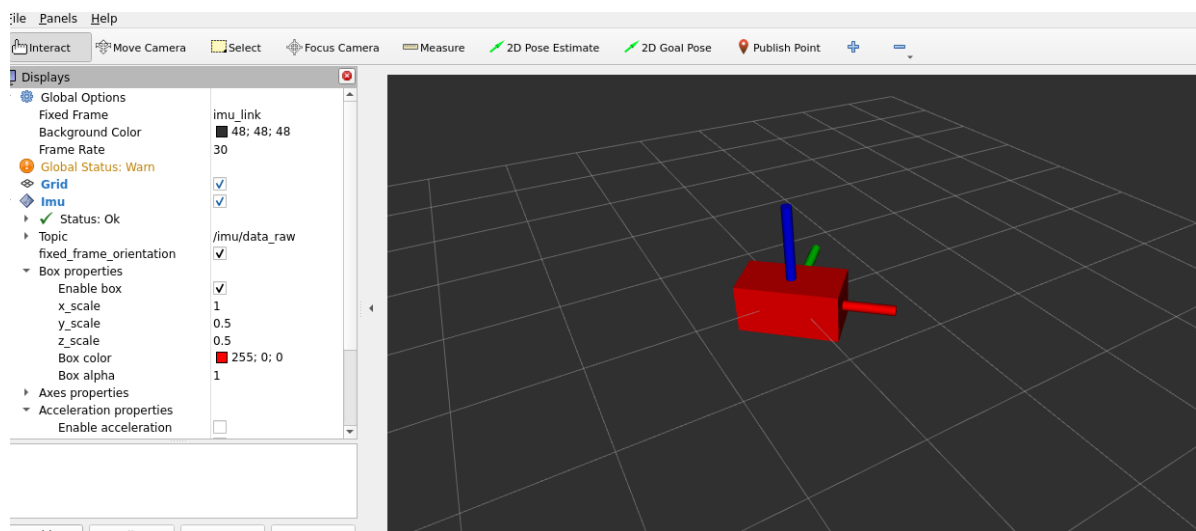 File Panels Help
Interact Move Camera Select Focus Camera Measure 2D Pose Estimate 2D Goal Pose Publish Point
Displays
Global Options
Fixed Frame imu_link
Background Color 48; 48; 48
Frame Rate 30
Global Status: Warn
Grid
Imu
Status: Ok
Topic /imu/data_raw
fixed_frame_orientation
Box properties
Enable box
x_scale 1
y_scale 0.5
z_scale 0.5
Box color 255; 0; 0
Box alpha 1
Axes properties
Acceleration properties
Enable acceleration